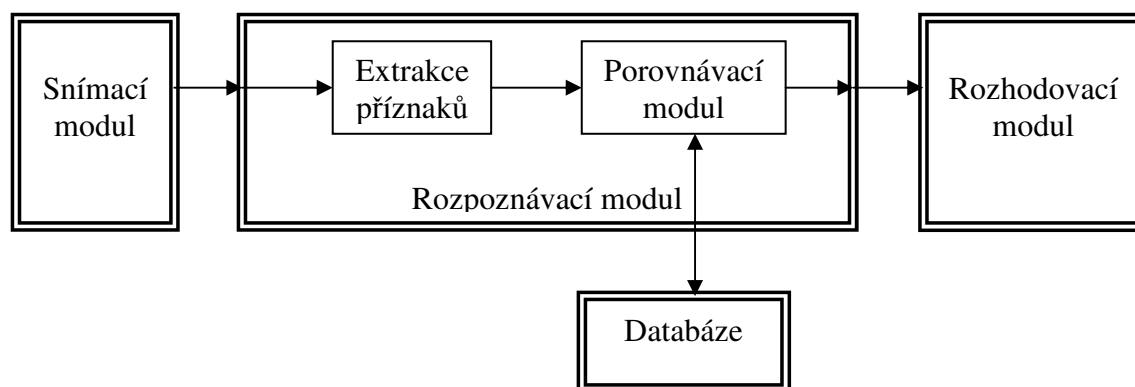 Snímací
modul
Extrakce
příznaků
Porovnávací
modul
Rozpoznávací modul
Rozhodovací
modul
Databáze